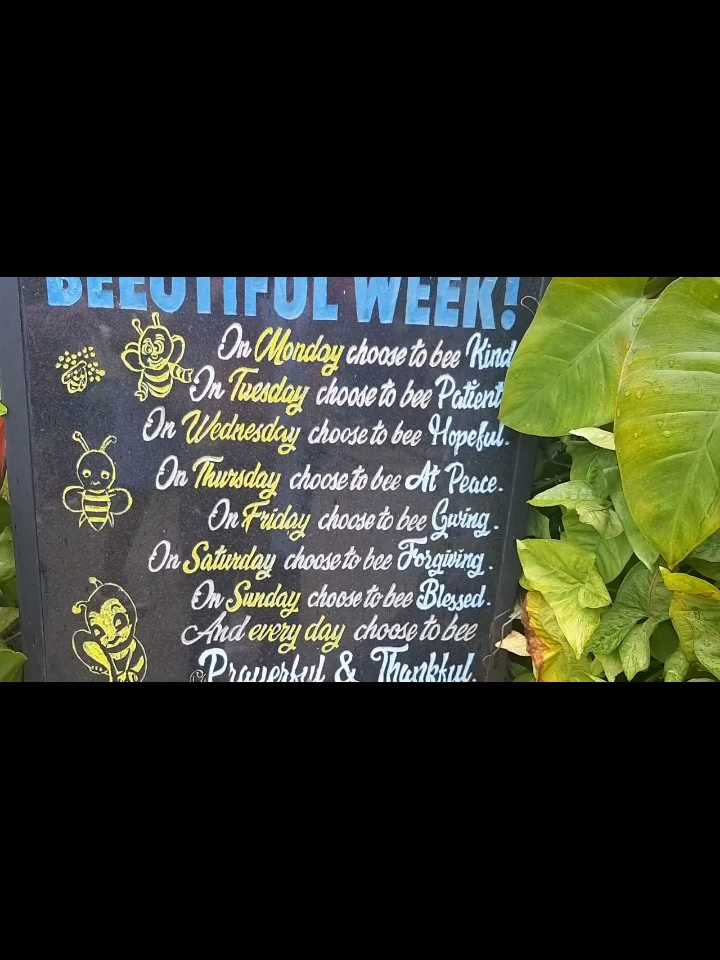 BEEUTIFUL WEEK!
On Monday choose to bee Kind
On Tuesday choose to bee Patient
On Wednesday choose to bee Hopeful.
On Thursday choose to bee At Peace.
On Friday choose to bee Giving.
On Saturday choose to bee Forgiving.
On Sunday choose to bee Blessed.
And every day choose to bee
Prayerful & Thankful.